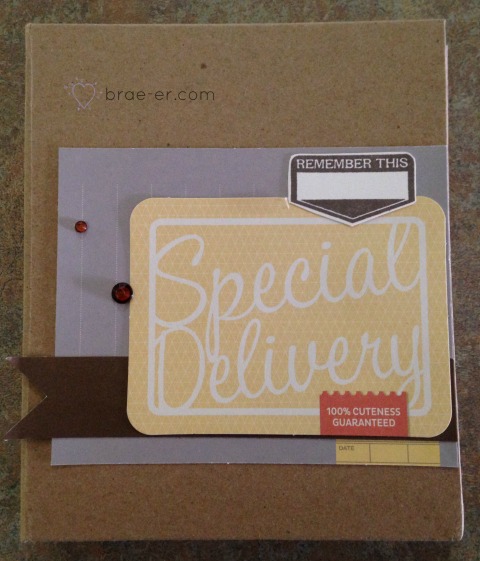 brae-er.com
REMEMBER THIS
Special
Delivery
100% CUTENESS
GUARANTEED
DATE